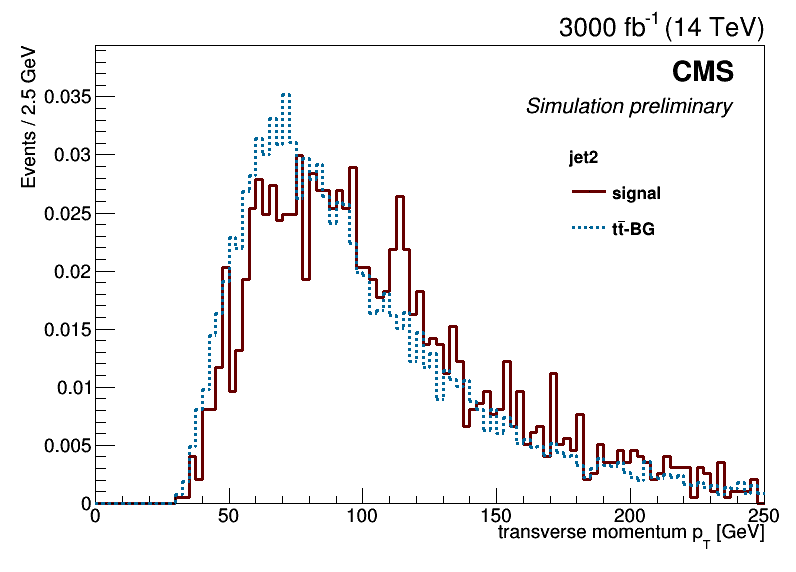 3000 fb⁻¹ (14 TeV)
Events / 2.5 GeV
CMS
Simulation preliminary
jet2
signal
tt̄-BG
0.035
0.03
0.025
0.02
0.015
0.01
0.005
0
0 50 100 150 200 250
transverse momentum p_T [GeV]